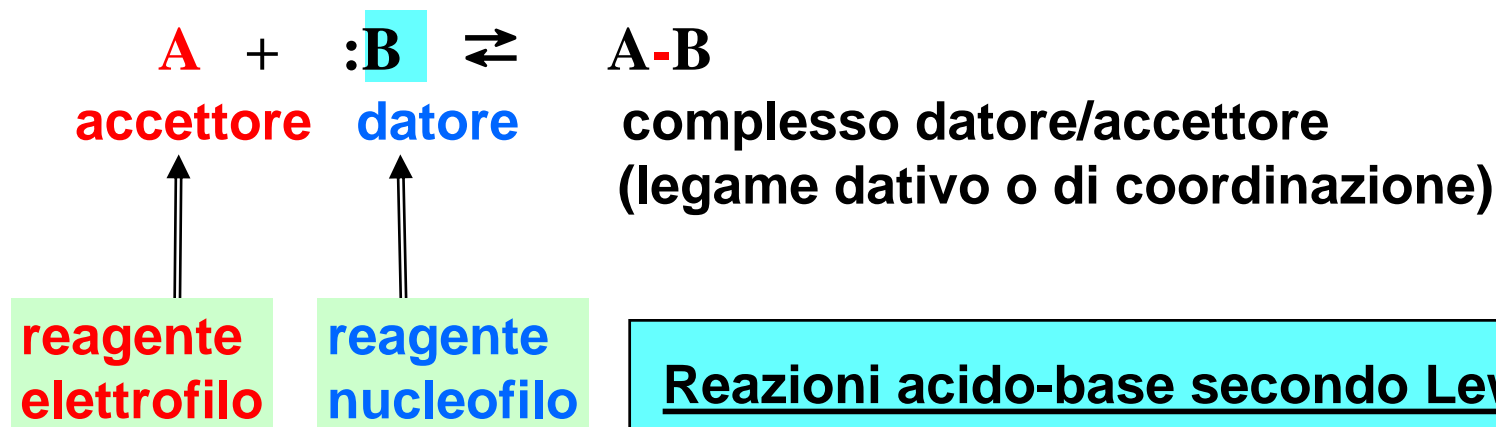 A + :B ⇄ A-B
accettore datore complesso datore/accettore
(legame dativo o di coordinazione)
reagente reagente
elettrofilo nucleofilo
Reazioni acido-base secondo